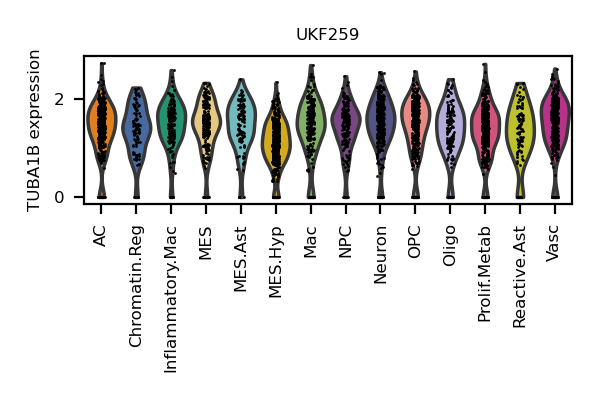 UKF259
TUBA1B expression
2
0
AC
Chromatin.Reg
Inflammatory.Mac
MES
MES.Ast
MES.Hyp
Mac
NPC
Neuron
OPC
Oligo
Prolif.Metab
Reactive.Ast
Vasc